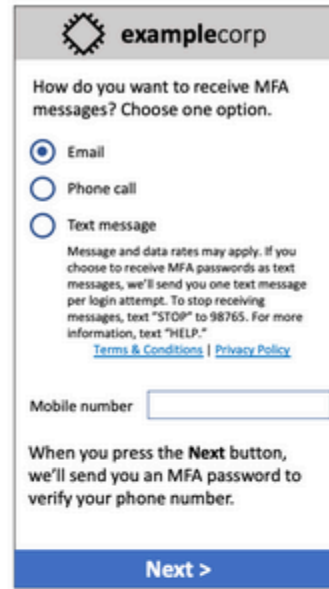 examplecorp
How do you want to receive MFA
messages? Choose one option.
Email
Phone call
Text message
Message and data rates may apply. If you
choose to receive MFA passwords as text
messages, we'll send you one text message
per login attempt. To stop receiving
messages, text "STOP" to 98765. For more
information, text "HELP."
Terms & Conditions | Privacy Policy
Mobile number
When you press the Next button,
we'll send you an MFA password to
verify your phone number.
Next >